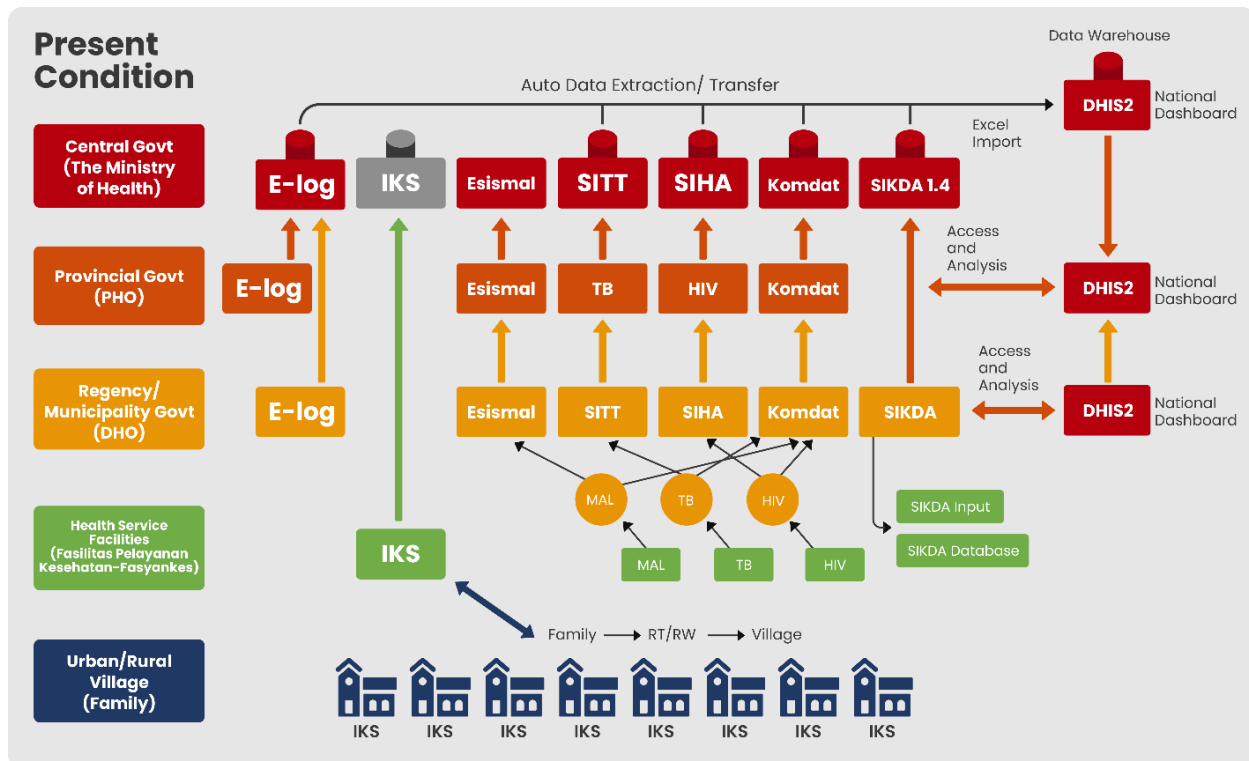 Present
Condition
Data Warehouse
Auto Data Extraction/ Transfer
DHIS2
National
Dashboard
Excel
Import
Central Govt
(The Ministry
of Health)
E-log
IKS
Esismal
SITT
SIHA
Komdat
SIKDA 1.4
Access
and
Analysis
Provincial Govt
(PHO)
E-log
Esismal
TB
HIV
Komdat
DHIS2
National
Dashboard
Access
and
Analysis
Regency/
Municipality Govt
(DHO)
E-log
Esismal
SITT
SIHA
Komdat
SIKDA
DHIS2
National
Dashboard
MAL
TB
HIV
Health Service
Facilities
(Fasilitas Pelayanan
Kesehatan-Fasyankes)
IKS
MAL
TB
HIV
SIKDA Input
SIKDA Database
Family
RT/RW
Village
Urban/Rural
Village
(Family)
IKS
IKS
IKS
IKS
IKS
IKS
IKS
IKS